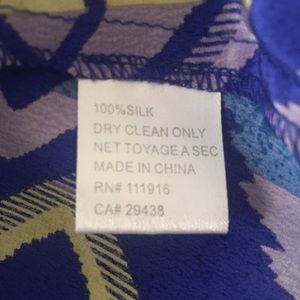 100%SILK
DRY CLEAN ONLY
NET TOYAGE A SEC
MADE IN CHINA
RN# 111916
CA# 29438